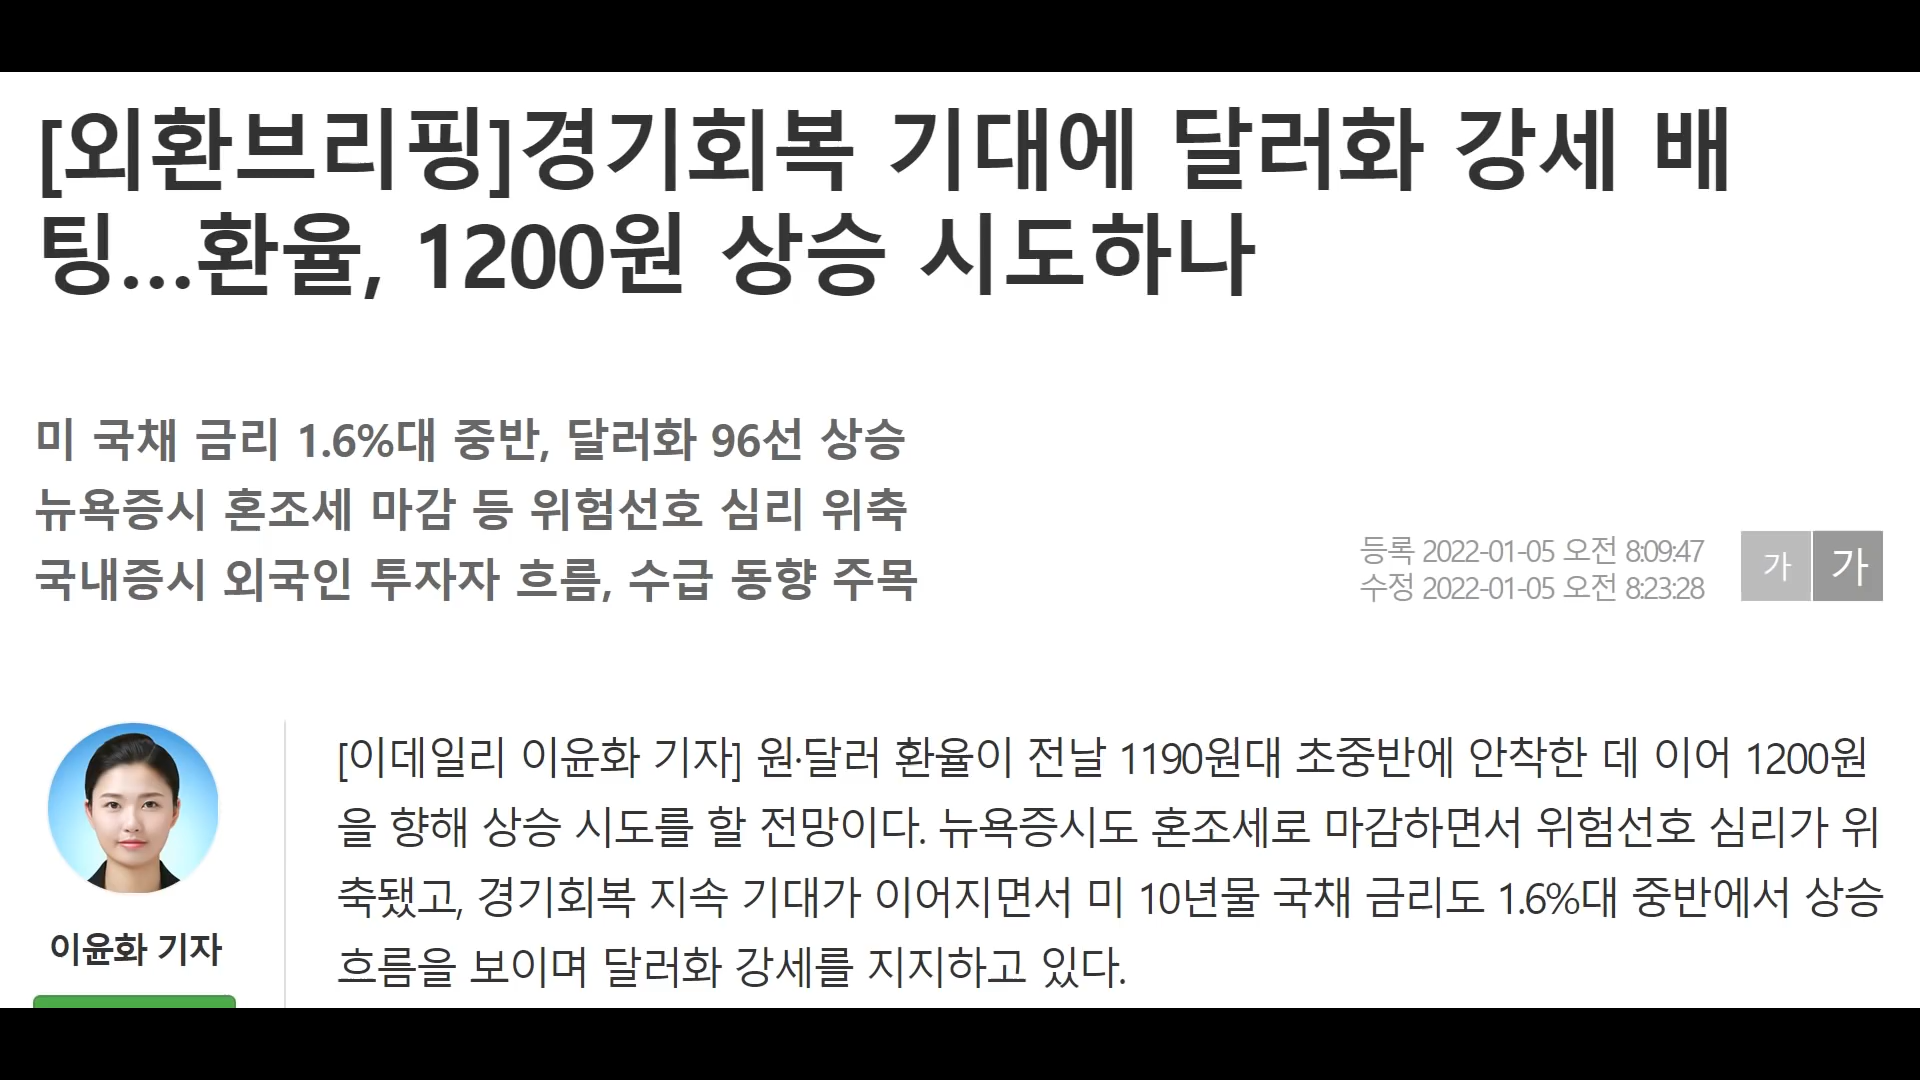 [외환브리핑]경기회복 기대에 달러화 강세 배
팅…환율, 1200원 상승 시도하나
미 국채 금리 1.6%대 중반, 달러화 96선 상승
뉴욕증시 혼조세 마감 등 위험선호 심리 위축
국내증시 외국인 투자자 흐름, 수급 동향 주목
등록 2022-01-05 오전 8:09:47
수정 2022-01-05 오전 8:23:28
가 가
[이데일리 이윤화 기자] 원·달러 환율이 전날 1190원대 초중반에 안착한 데 이어 1200원
을 향해 상승 시도를 할 전망이다. 뉴욕증시도 혼조세로 마감하면서 위험선호 심리가 위
축됐고, 경기회복 지속 기대가 이어지면서 미 10년물 국채 금리도 1.6%대 중반에서 상승
흐름을 보이며 달러화 강세를 지지하고 있다.
이윤화 기자